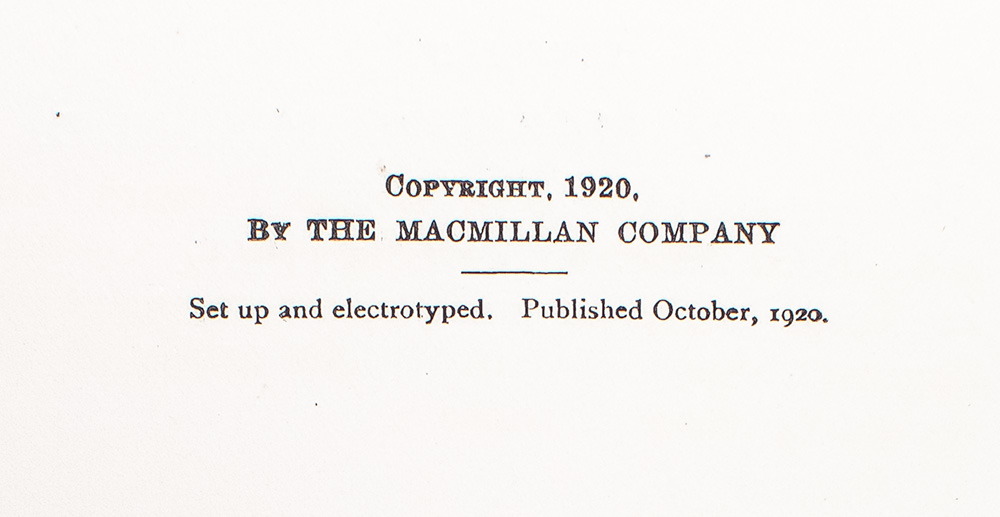 Copyright, 1920,
By THE MACMILLAN COMPANY
Set up and electrotyped. Published October, 1920.